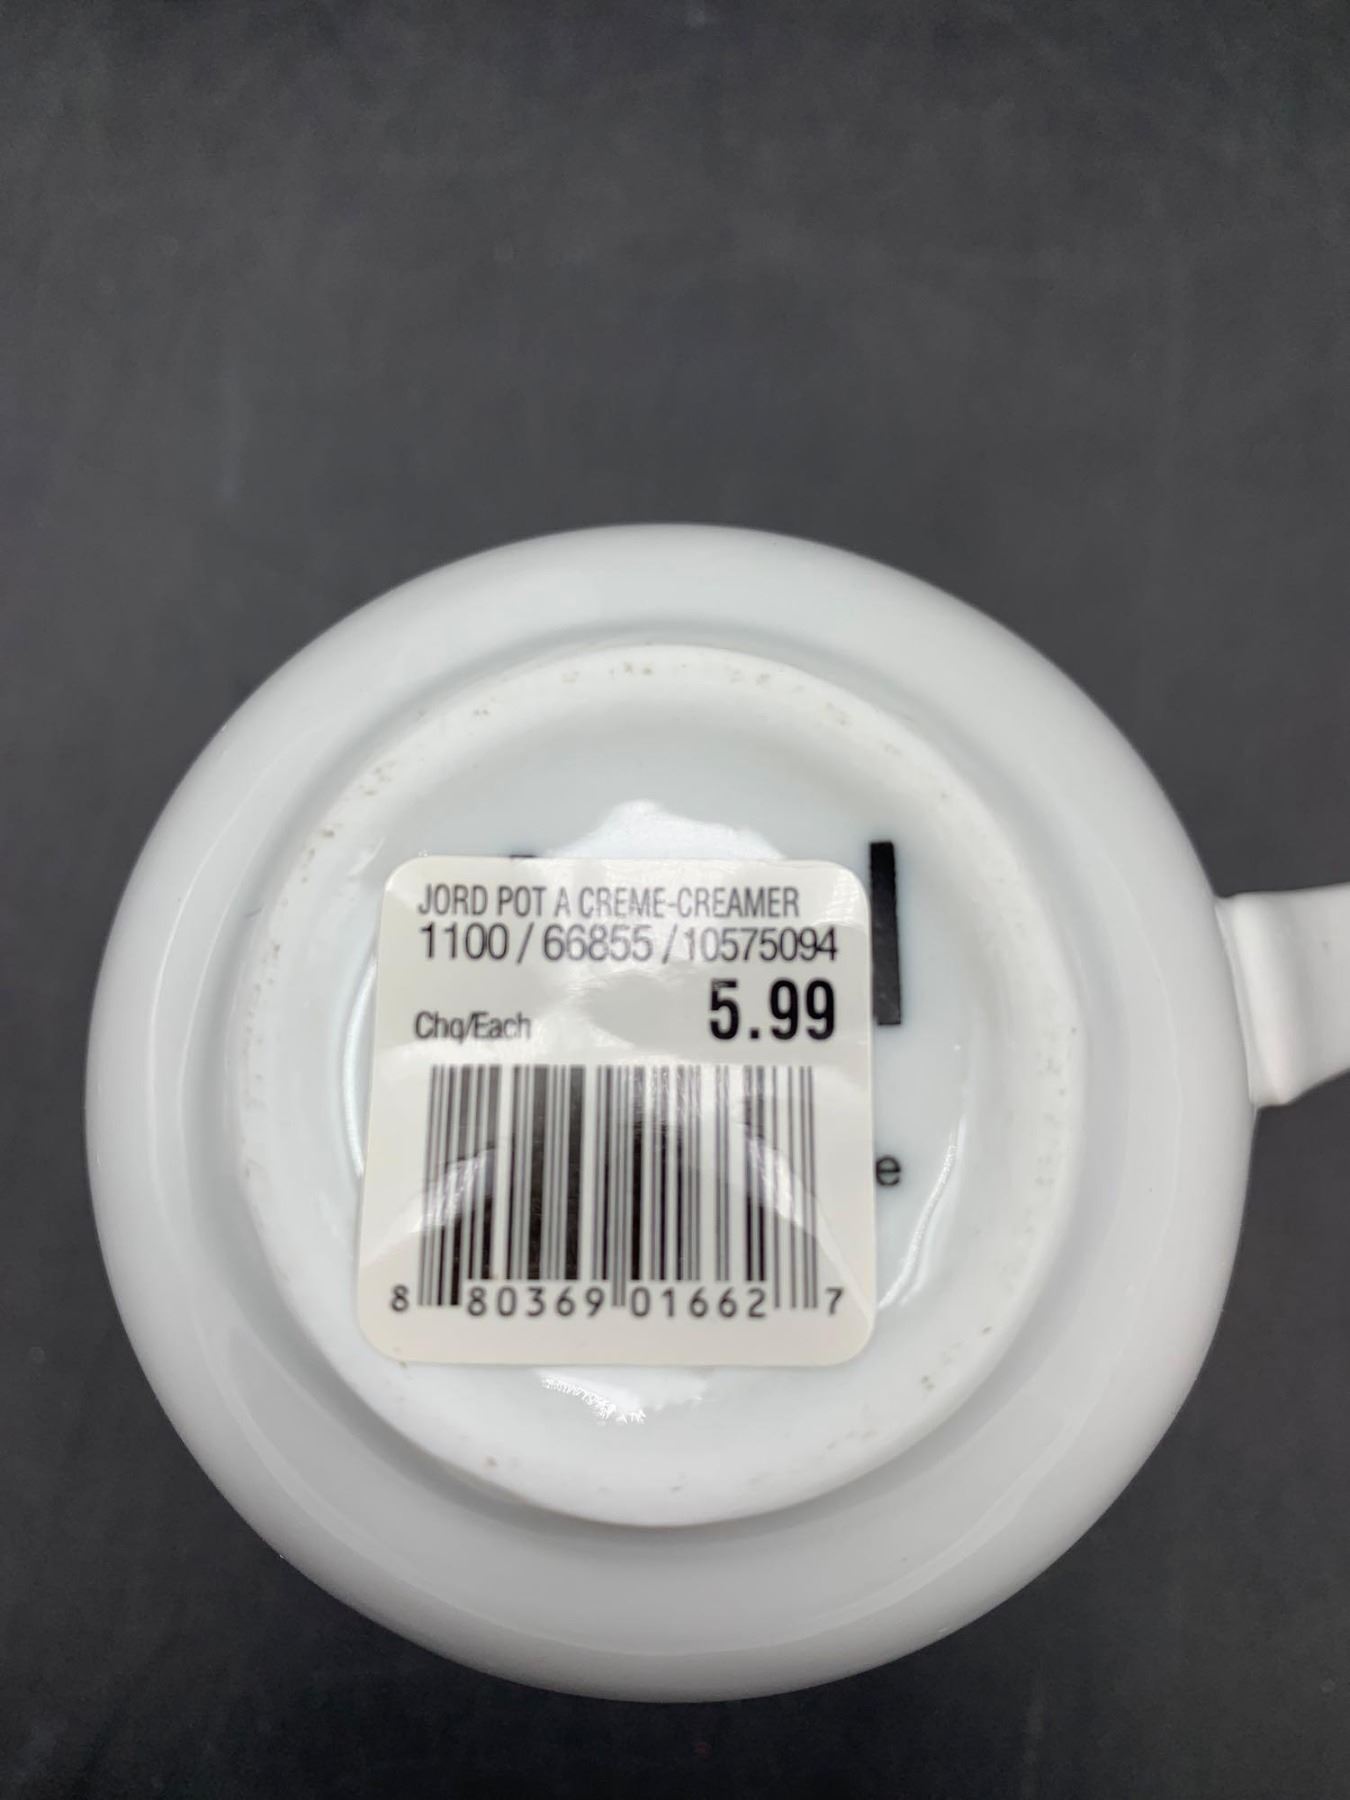 JORD POT A CREME-CREAMER
1100 / 66855 / 10575094
5.99
Chq/Each
e
8 80369 01662 7